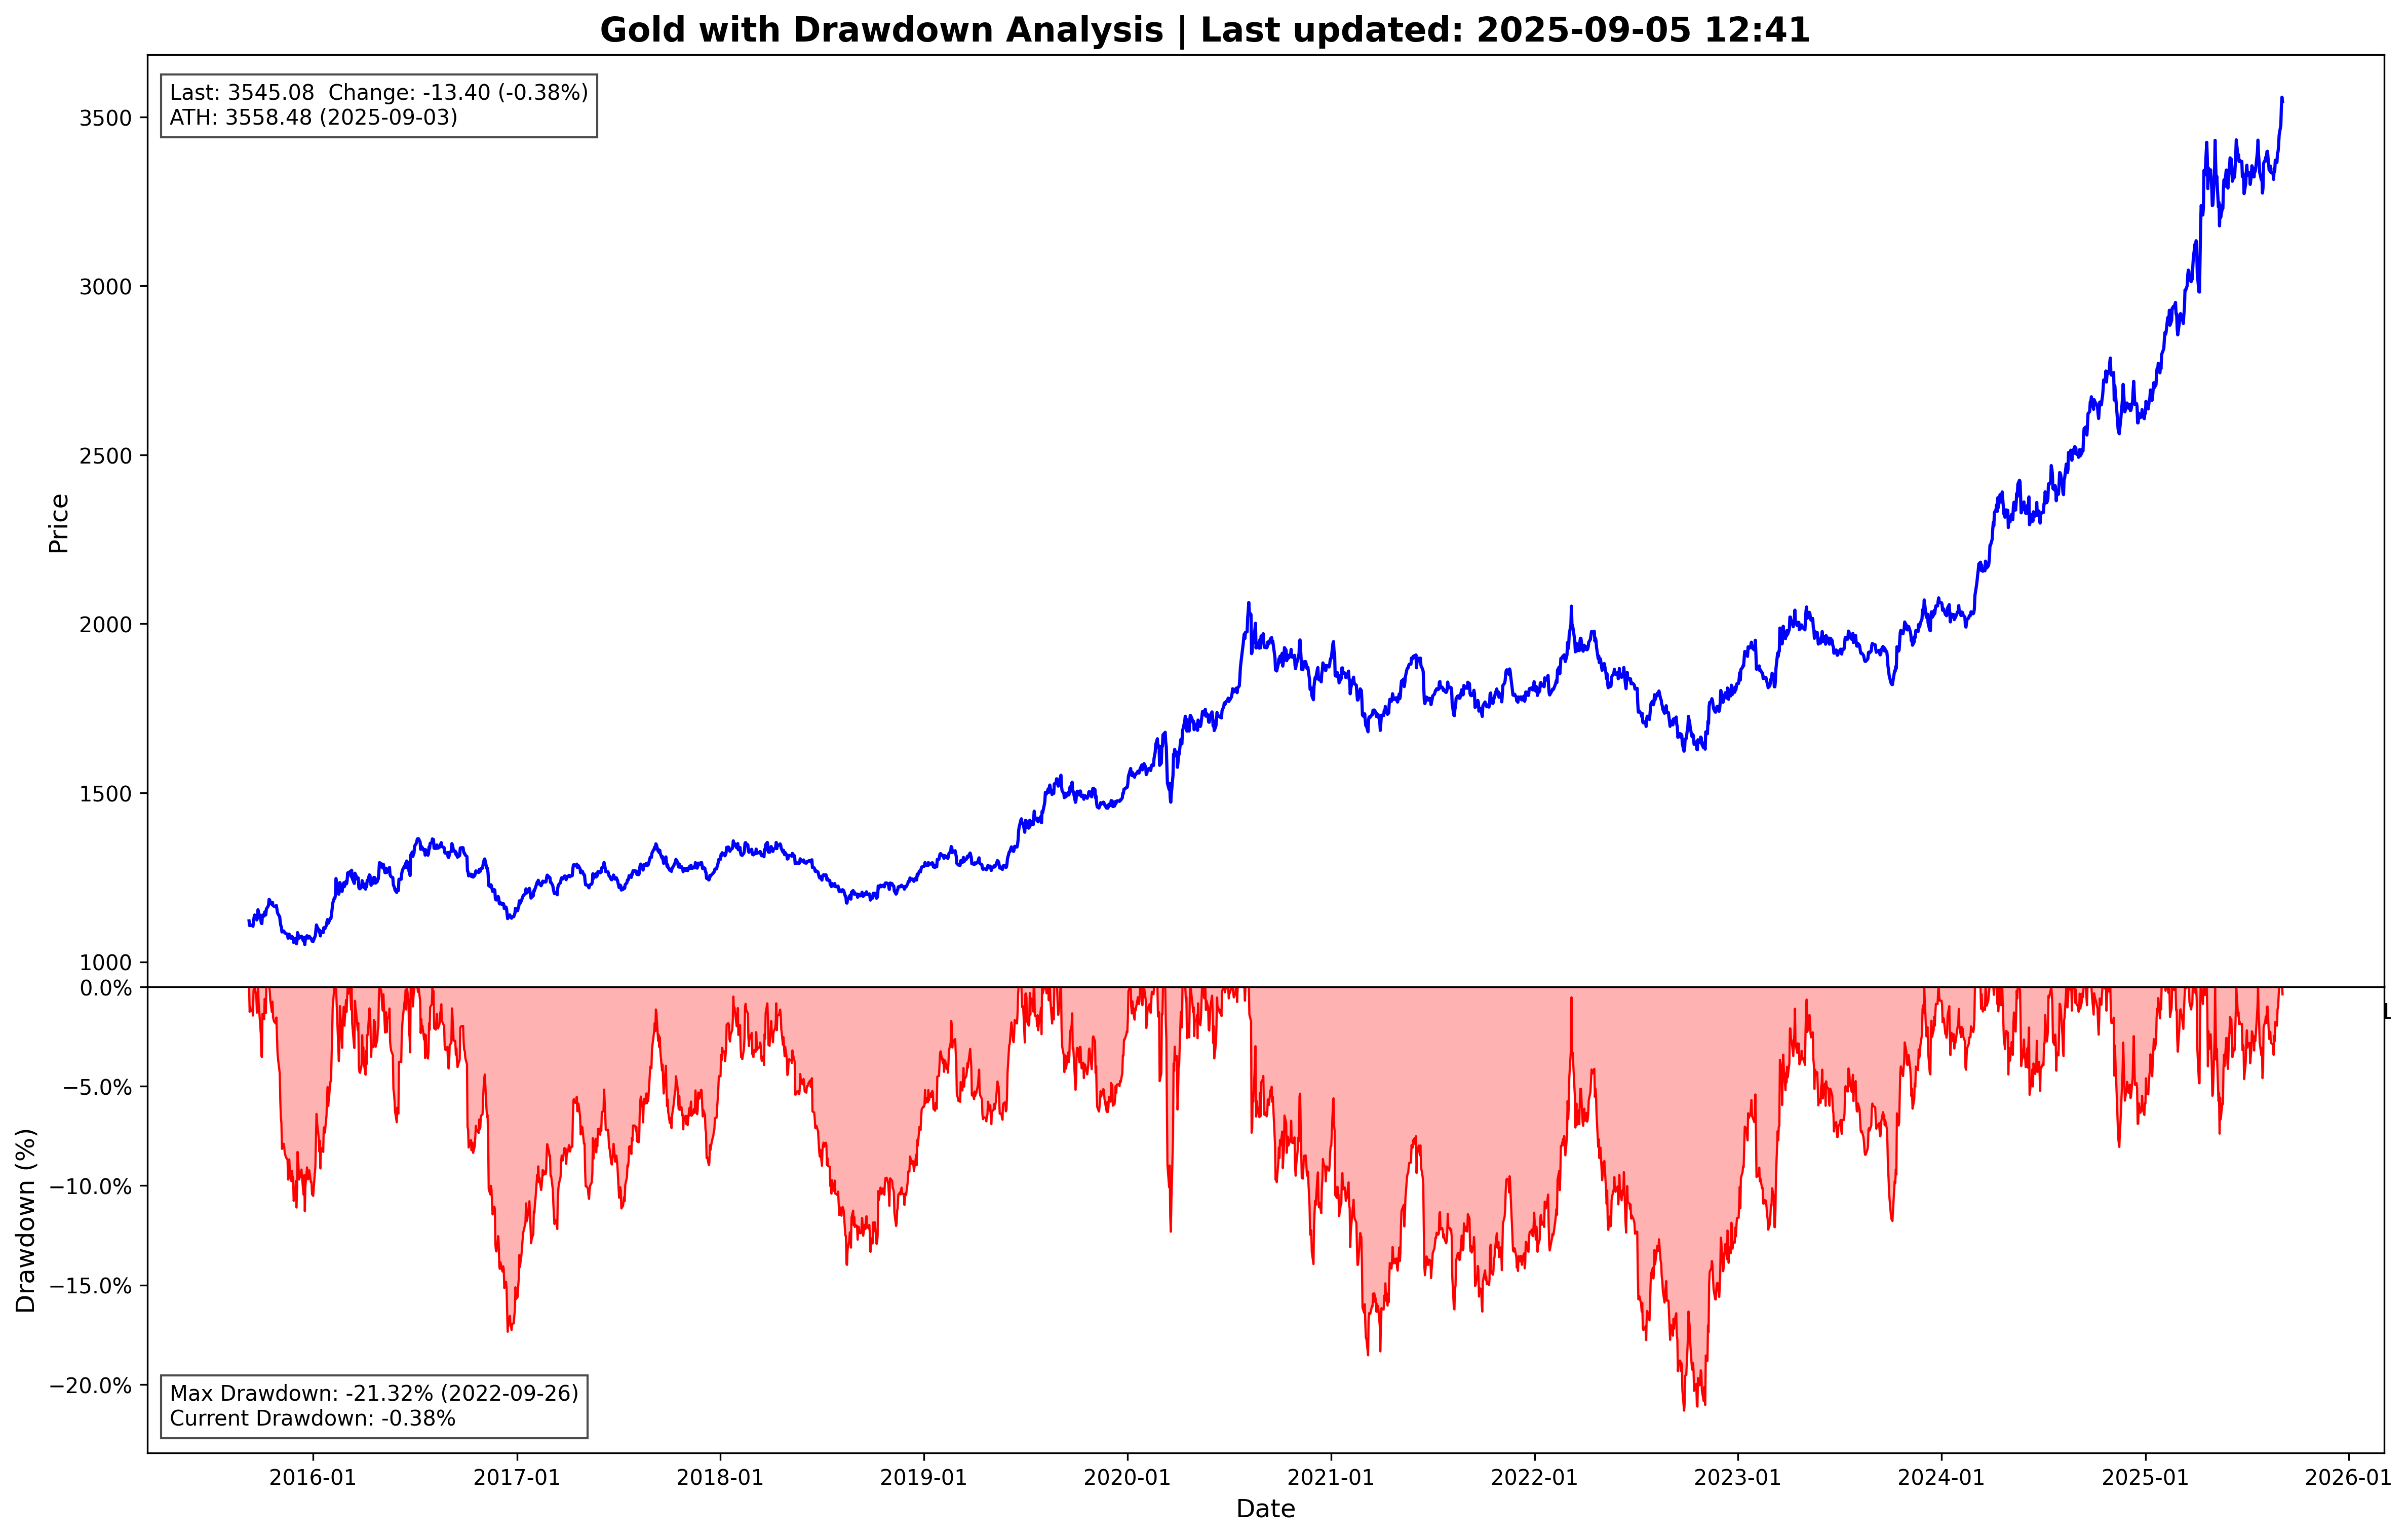 Gold with Drawdown Analysis | Last updated: 2025-09-05 12:41
Last: 3545.08  Change: -13.40 (-0.38%)
ATH: 3558.48 (2025-09-03)
3500
3000
2500
2000
1500
1000
Price
0.0%
−5.0%
−10.0%
−15.0%
−20.0%
Drawdown (%)
Max Drawdown: -21.32% (2022-09-26)
Current Drawdown: -0.38%
2016-01
2017-01
2018-01
2019-01
2020-01
2021-01
2022-01
2023-01
2024-01
2025-01
2026-01
Date